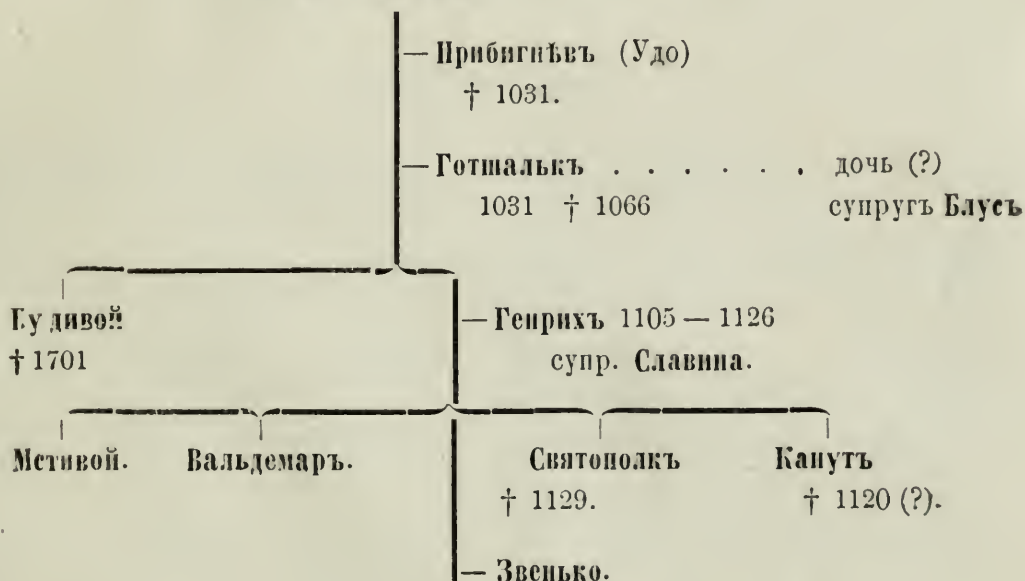 — Прибигнѣвъ (Удо)
† 1031.
— Готшалькъ . . . . . . дочь (?)
1031 † 1066 супругъ Блусъ
Будивой
† 1701
— Генрихъ 1105 — 1126
супр. Славина.
Мстивой. Вальдемаръ. Святополкъ Канутъ
† 1129. † 1120 (?).
— Звенько.